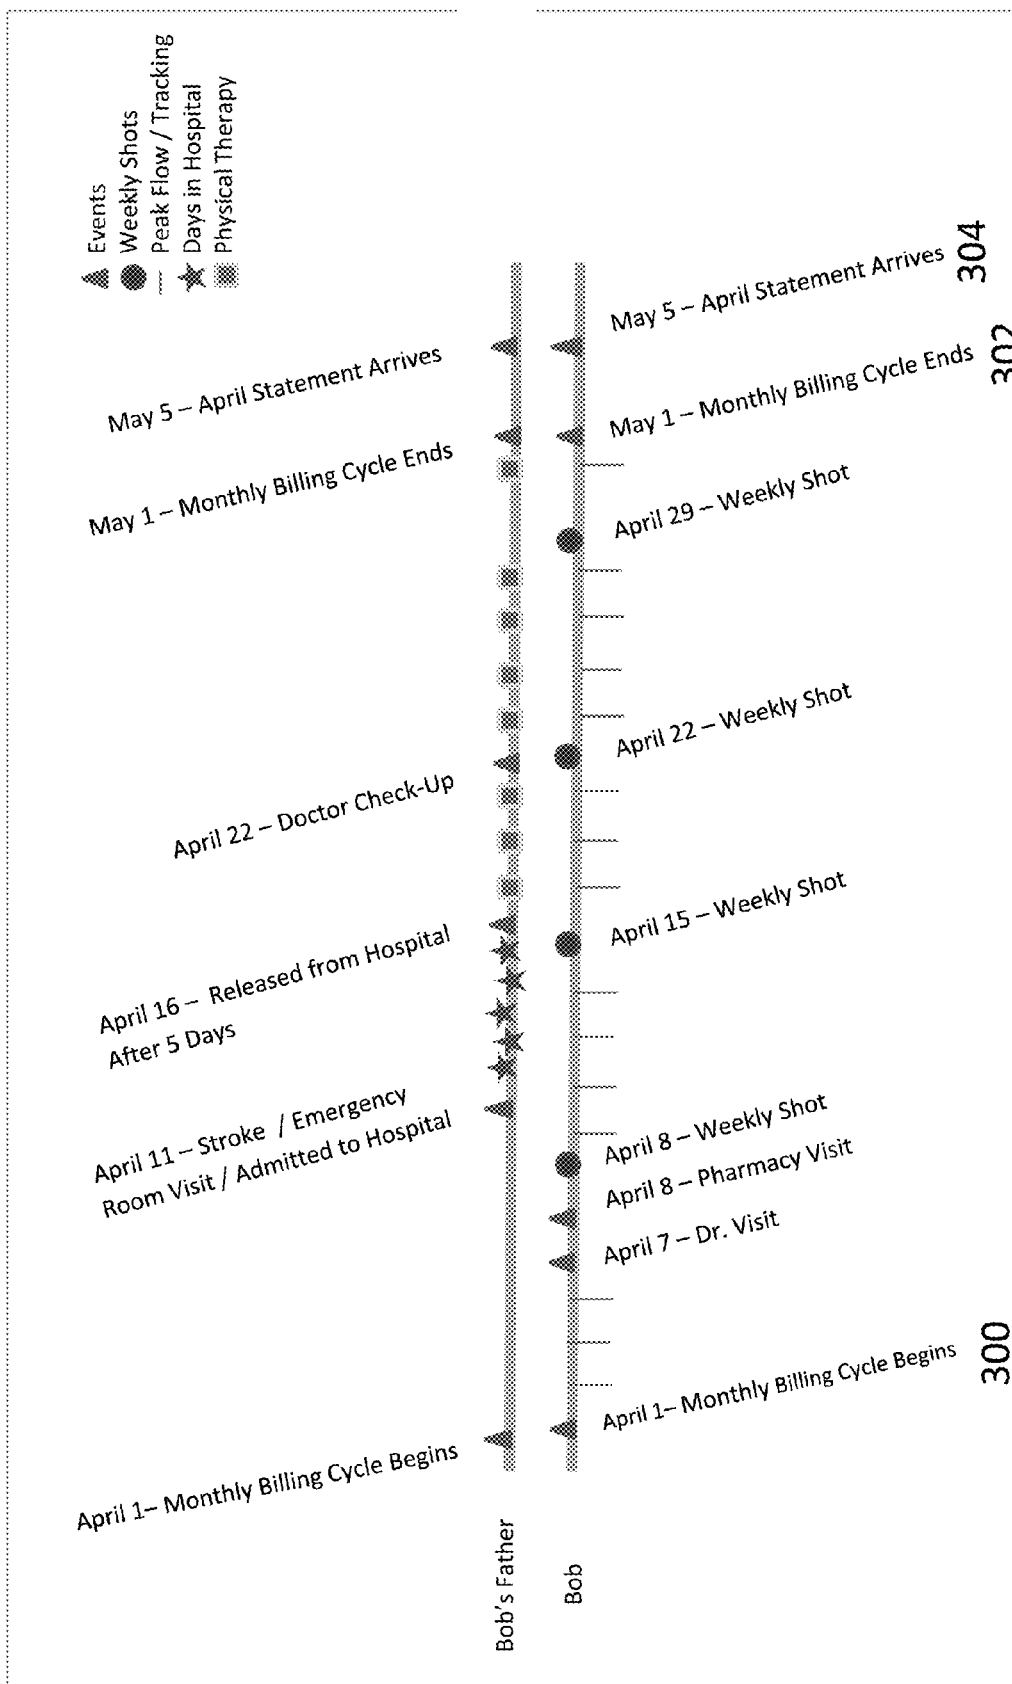 Events
Weekly Shots
Peak Flow / Tracking
Days in Hospital
Physical Therapy
Bob's Father
April 1– Monthly Billing Cycle Begins
April 11 – Stroke / Emergency
Room Visit / Admitted to Hospital
April 16 – Released from Hospital
After 5 Days
April 22 – Doctor Check-Up
May 1 – Monthly Billing Cycle Ends
May 5 – April Statement Arrives
Bob
April 1– Monthly Billing Cycle Begins
April 7 – Dr. Visit
April 8 – Pharmacy Visit
April 8 – Weekly Shot
April 15 – Weekly Shot
April 22 – Weekly Shot
April 29 – Weekly Shot
May 1 – Monthly Billing Cycle Ends
May 5 – April Statement Arrives
300
302
304